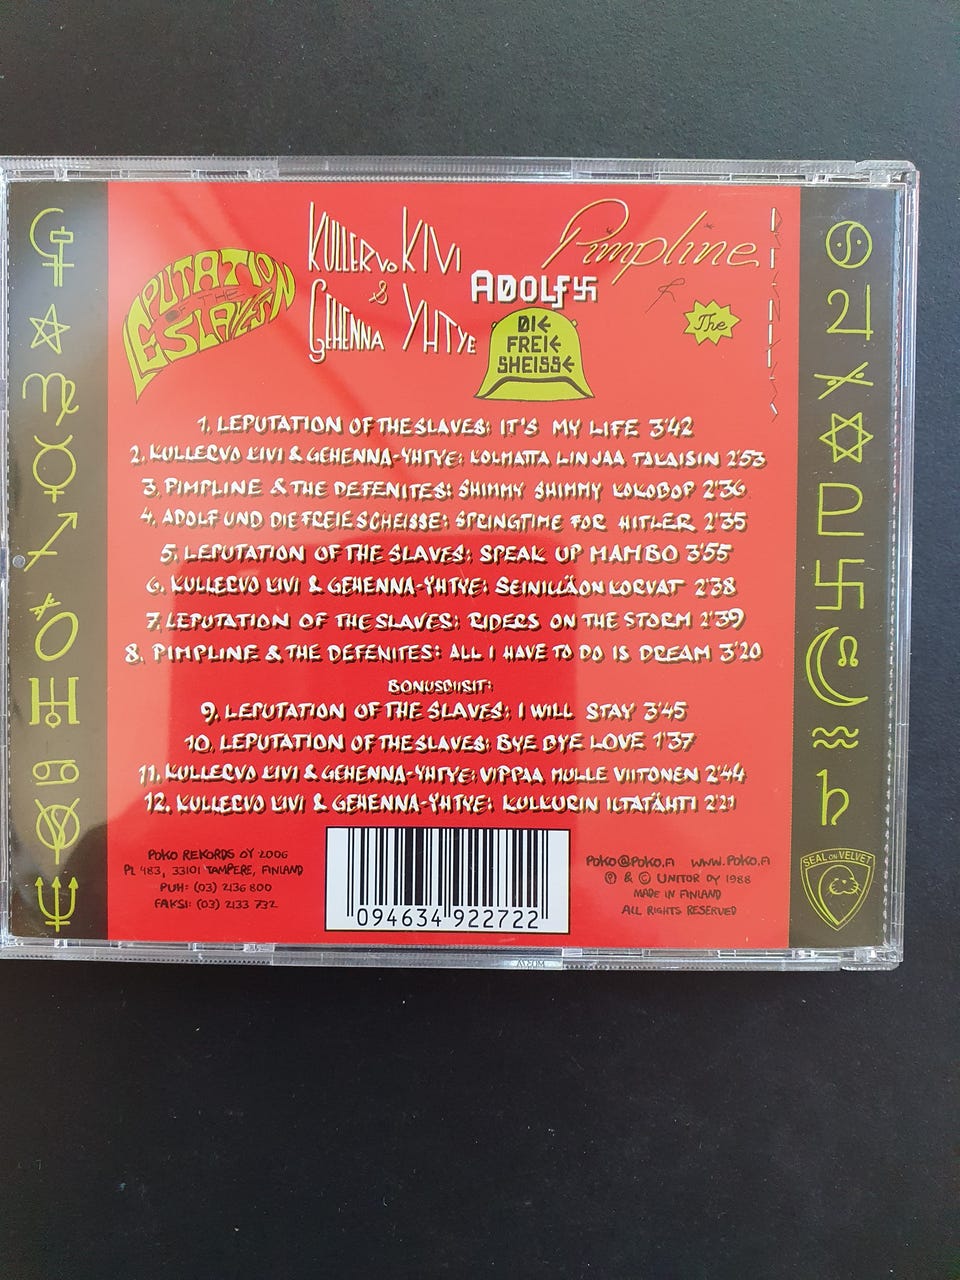 LEPUTATION
OF THE
SLAVES
KULLERVO KIVI
&
GEHENNA YHTYE
Pimpline
&
The
DEFENITES
ADOLF卐
DIE
FREIE
SHEISSE
1. LEPUTATION OF THE SLAVES: IT'S MY LIFE 3'42
2. KULLERVO KIVI & GEHENNA-YHTYE: KOLMATTA LINJAA TAKAISIN 2'53
3. PIMPLINE & THE DEFENITES: SHIMMY SHIMMY KOKOBOP 2'36
4. ADOLF UND DIE FREIE SCHEISSE: SPRINGTIME FOR HITLER 2'35
5. LEPUTATION OF THE SLAVES: SPEAK UP MAMBO 3'55
6. KULLERVO KIVI & GEHENNA-YHTYE: SEINILLÄ ON KORVAT 2'38
7. LEPUTATION OF THE SLAVES: RIDERS ON THE STORM 2'39
8. PIMPLINE & THE DEFENITES: ALL I HAVE TO DO IS DREAM 3'20
BONUSBIISIT:
9. LEPUTATION OF THE SLAVES: I WILL STAY 3'45
10. LEPUTATION OF THE SLAVES: BYE BYE LOVE 1'37
11. KULLERVO KIVI & GEHENNA-YHTYE: VIPPAA MULLE VIITONEN 2'44
12. KULLERVO KIVI & GEHENNA-YHTYE: KULKURIN ILTATÄHTI 2'21
POKO REKORDS OY 2006
PL 483, 33101 TAMPERE, FINLAND
PUH: (03) 2136 800
FAKSI: (03) 2133 732
0 94634 92272 2
POKO@POKO.FI WWW.POKO.FI
℗ & © UNITOR OY 1988
MADE IN FINLAND
ALL RIGHTS RESERVED
SEAL ON VELVET